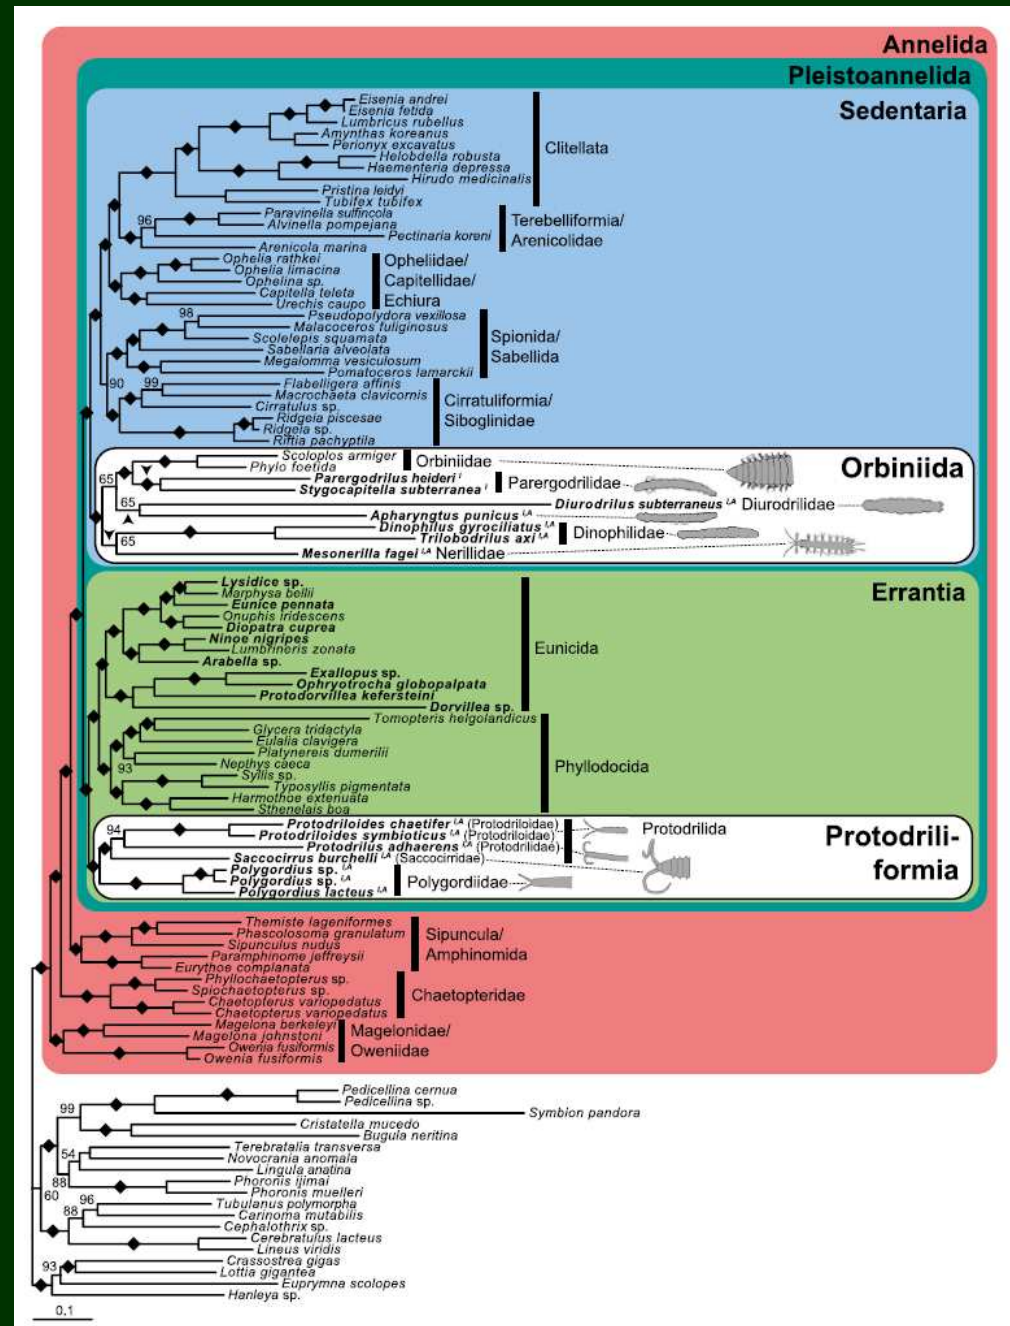 Annelida
Pleistoannelida
Sedentaria
Eisenia andrei
Eisenia fetida
Lumbricus rubellus
Amynthas koreanus
Perionyx excavatus
Helobdella robusta
Haementeria depressa
Hirudo medicinalis
Clitellata
Pristina leidyi
Tubifex tubifex
96
Paravinella sulfincola
Alvinella pompejana
Pectinaria koreni
Arenicola marina
Terebelliformia/
Arenicolidae
Ophelia rathkei
Ophelia limacina
Ophelina sp.
Capitella teleta
Urechis caupo
Opheliidae/
Capitellidae/
Echiura
98
Pseudopolydora vexillosa
Malacoceros fuliginosus
Scolelepis squamata
Sabellaria alveolata
Megalomma vesiculosum
Pomatoceros lamarckii
Spionida/
Sabellida
90
99
Flabelligera affinis
Macrochaeta clavicornis
Cirratulus sp.
Ridgeia piscesae
Ridgeia sp.
Riftia pachyptila
Cirratuliformia/
Siboglinidae
Orbiniida
Scoloplos armiger
Phylo foetida
Orbiniidae
65
Parergodrilus heideri i
Stygocapitella subterranea i
Parergodrilidae
65
Diurodrilus subterraneus i,A Diurodrilidae
Apharyngtus punicus i,A
Dinophilus gyrociliatus i,A
Trilobodrilus axi i,A
Dinophilidae
65
Mesonerilla fagei i,A Nerillidae
Errantia
Lysidice sp.
Marphysa bellii
Eunice pennata
Onuphis iridescens
Diopatra cuprea
Ninoe nigripes
Lumbrineris zonata
Arabella sp.
Exallopus sp.
Ophryotrocha globopalpata
Protodorvillea kefersteini
Dorvillea sp.
Eunicida
Tomopteris helgolandicus
Glycera tridactyla
Eulalia clavigera
Platynereis dumerilii
93
Nepthys caeca
Syllis sp.
Typosyllis pigmentata
Harmothoe extenuata
Sthenelais boa
Phyllodocida
94
Protodriloides chaetifer i,A (Protodriloidae)
Protodriloides symbioticus i,A (Protodriloidae)
Protodrilus adhaerens i,A (Protodrilidae)
Saccocirrus burchelli i,A (Saccocirridae)
Protodrilida
Protodrili-
formia
Polygordius sp. i,A
Polygordius sp. i,A
Polygordius lacteus i,A
Polygordiidae
Themiste lageniformes
Phascolosoma granulatum
Sipunculus nudus
Paramphinome jeffreysii
Eurythoe complanata
Sipuncula/
Amphinomida
Phyllochaetopterus sp.
Spiochaetopterus sp.
Chaetopterus variopedatus
Chaetopterus variopedatus
Chaetopteridae
Magelona berkeleyi
Magelona johnstoni
Owenia fusiformis
Owenia fusiformis
Magelonidae/
Oweniidae
Pedicellina cernua
Pedicellina sp.
99
Symbion pandora
Cristatella mucedo
Bugula neritina
54
Terebratalia transversa
Novocrania anomala
Lingula anatina
88
Phoronis ijimai
Phoronis muelleri
60
96
88
Tubulanus polymorpha
Carinoma mutabilis
Cephalothrix sp.
Cerebratulus lacteus
Lineus viridis
93
Crassostrea gigas
Lottia gigantea
Euprymna scolopes
Hanleya sp.
0.1